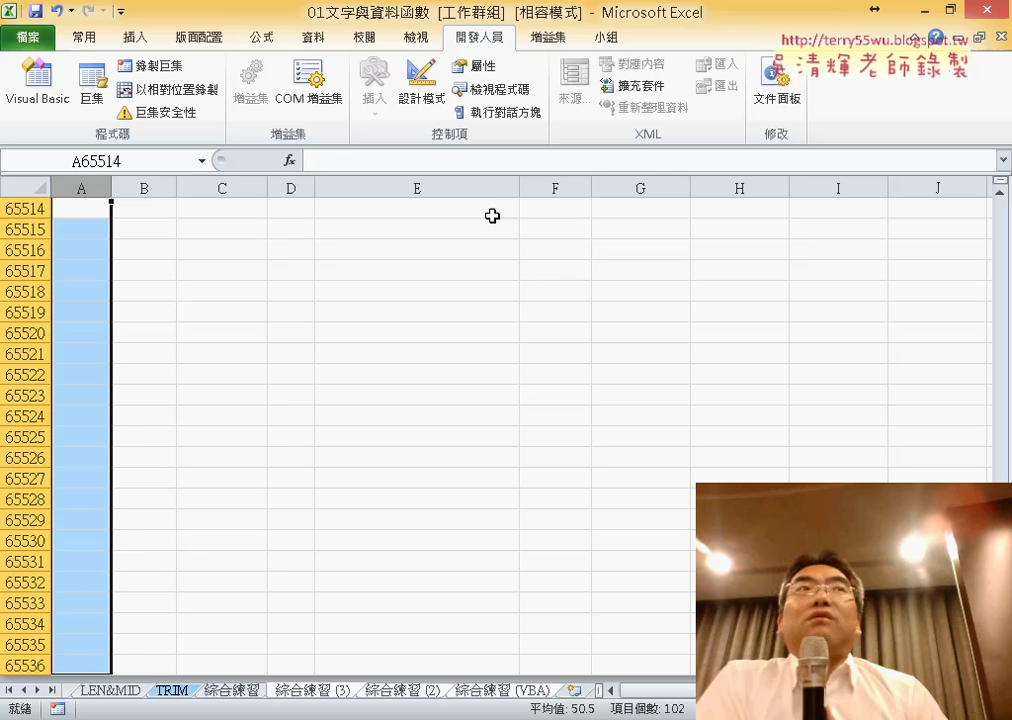 01文字與資料函數 [工作群組] [相容模式] - Microsoft Excel
檔案 常用 插入 版面配置 公式 資料 校閱 檢視 開發人員 增益集 小組
http://terry55wu.blogspot.tw
吳清輝老師錄製
Visual Basic 巨集 錄製巨集 以相對位置錄製 巨集安全性 增益集 COM 增益集 插入 設計模式 屬性 檢視程式碼 執行對話方塊 來源... 對應內容 擴充套件 重新整理資料 匯入 匯出 文件面板
程式碼 增益集 控制項 XML 修改
A65514 fx
A B C D E F G H I J
65514
65515
65516
65517
65518
65519
65520
65521
65522
65523
65524
65525
65526
65527
65528
65529
65530
65531
65532
65533
65534
65535
65536
LEN&MID TRIM 綜合練習 綜合練習 (3) 綜合練習 (2) 綜合練習 (VBA)
就緒 平均值: 50.5 項目個數: 102